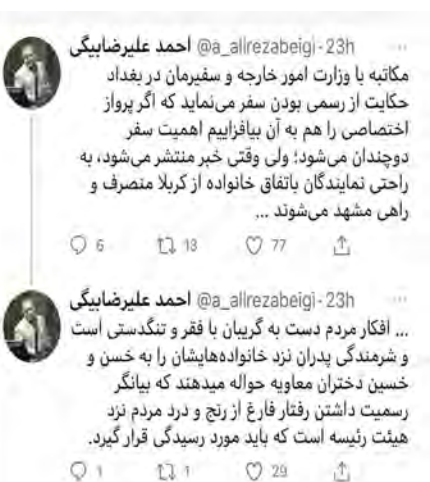 احمد علیرضابیگی @a_alirezabeigi · 23h
مکاتبه با وزارت امور خارجه و سفیرمان در بغداد
حکایت از رسمی بودن سفر می‌نماید که اگر پرواز
اختصاصی را هم به آن بیافزاییم اهمیت سفر
دوچندان می‌شود؛ ولی وقتی خبر منتشر می‌شود، به
راحتی نمایندگان باتفاق خانواده از کربلا منصرف و
راهی مشهد می‌شوند ...
6 13 77
احمد علیرضابیگی @a_alirezabeigi · 23h
... افکار مردم دست به گریبان با فقر و تنگدستی است
و شرمندگی پدران نزد خانواده‌هایشان را به خسن و
خسین دختران معاویه حواله میدهند که بیانگر
رسمیت داشتن رفتار فارغ از رنج و درد مردم نزد
هیئت رئیسه است که باید مورد رسیدگی قرار گیرد.
1 1 29